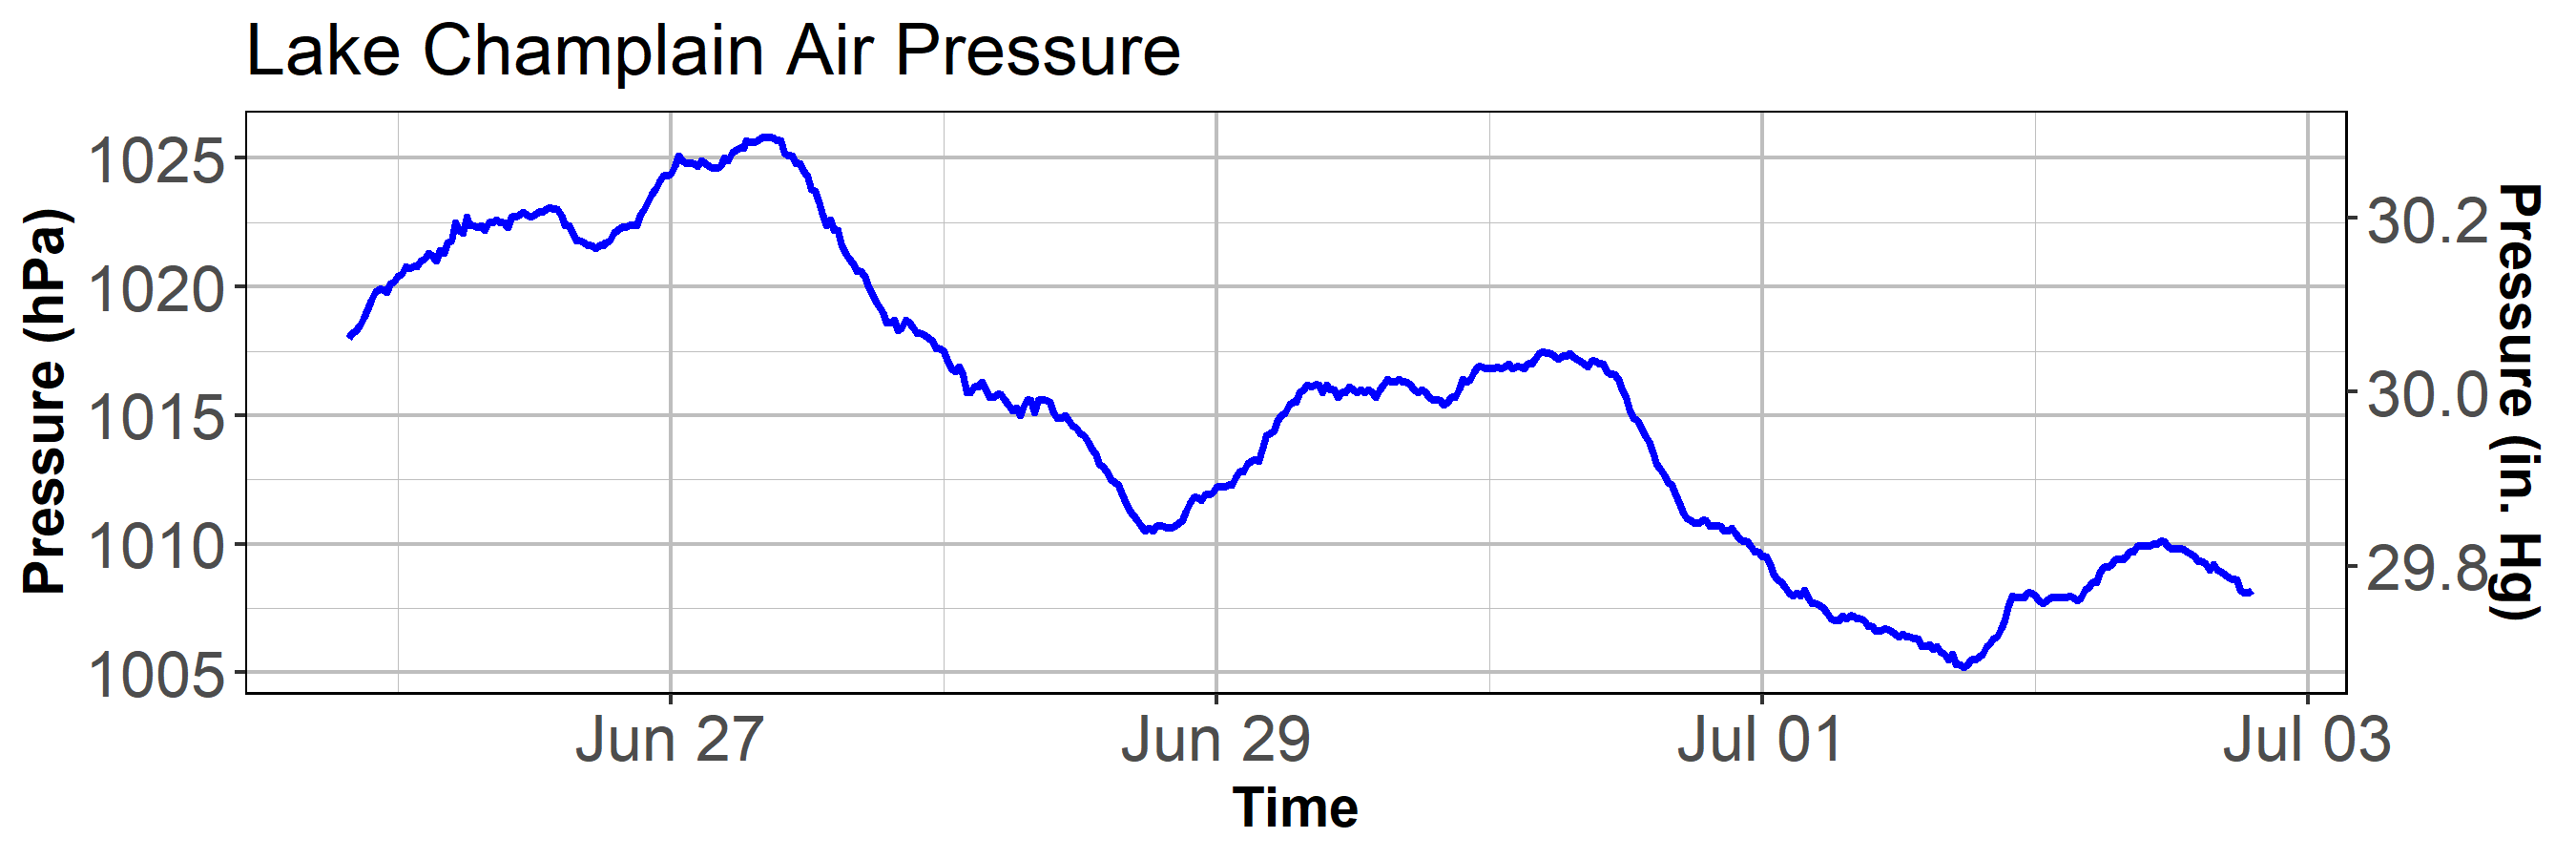 Lake Champlain Air Pressure
Pressure (hPa)
1025
1020
1015
1010
1005
30.2
30.0
29.8
Pressure (in. Hg)
Jun 27
Jun 29
Jul 01
Jul 03
Time